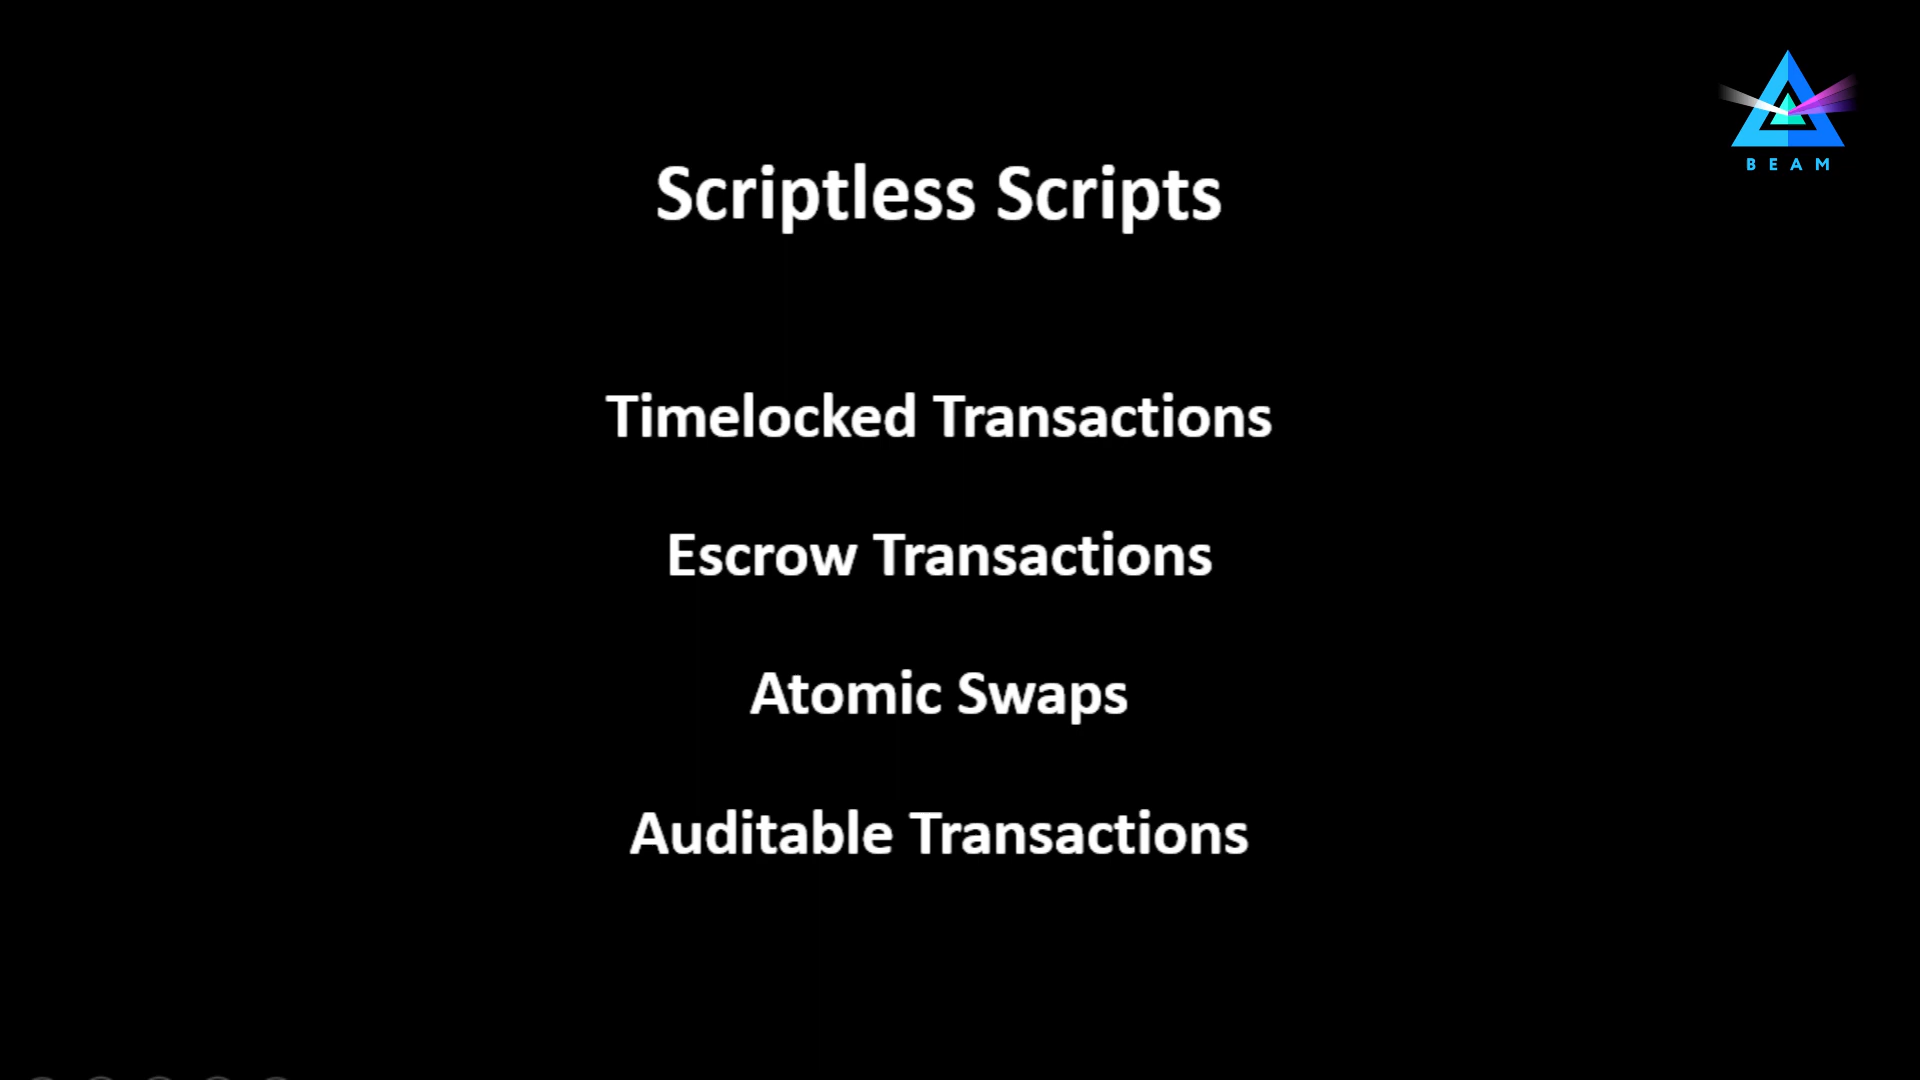 BEAM
Scriptless Scripts
Timelocked Transactions
Escrow Transactions
Atomic Swaps
Auditable Transactions